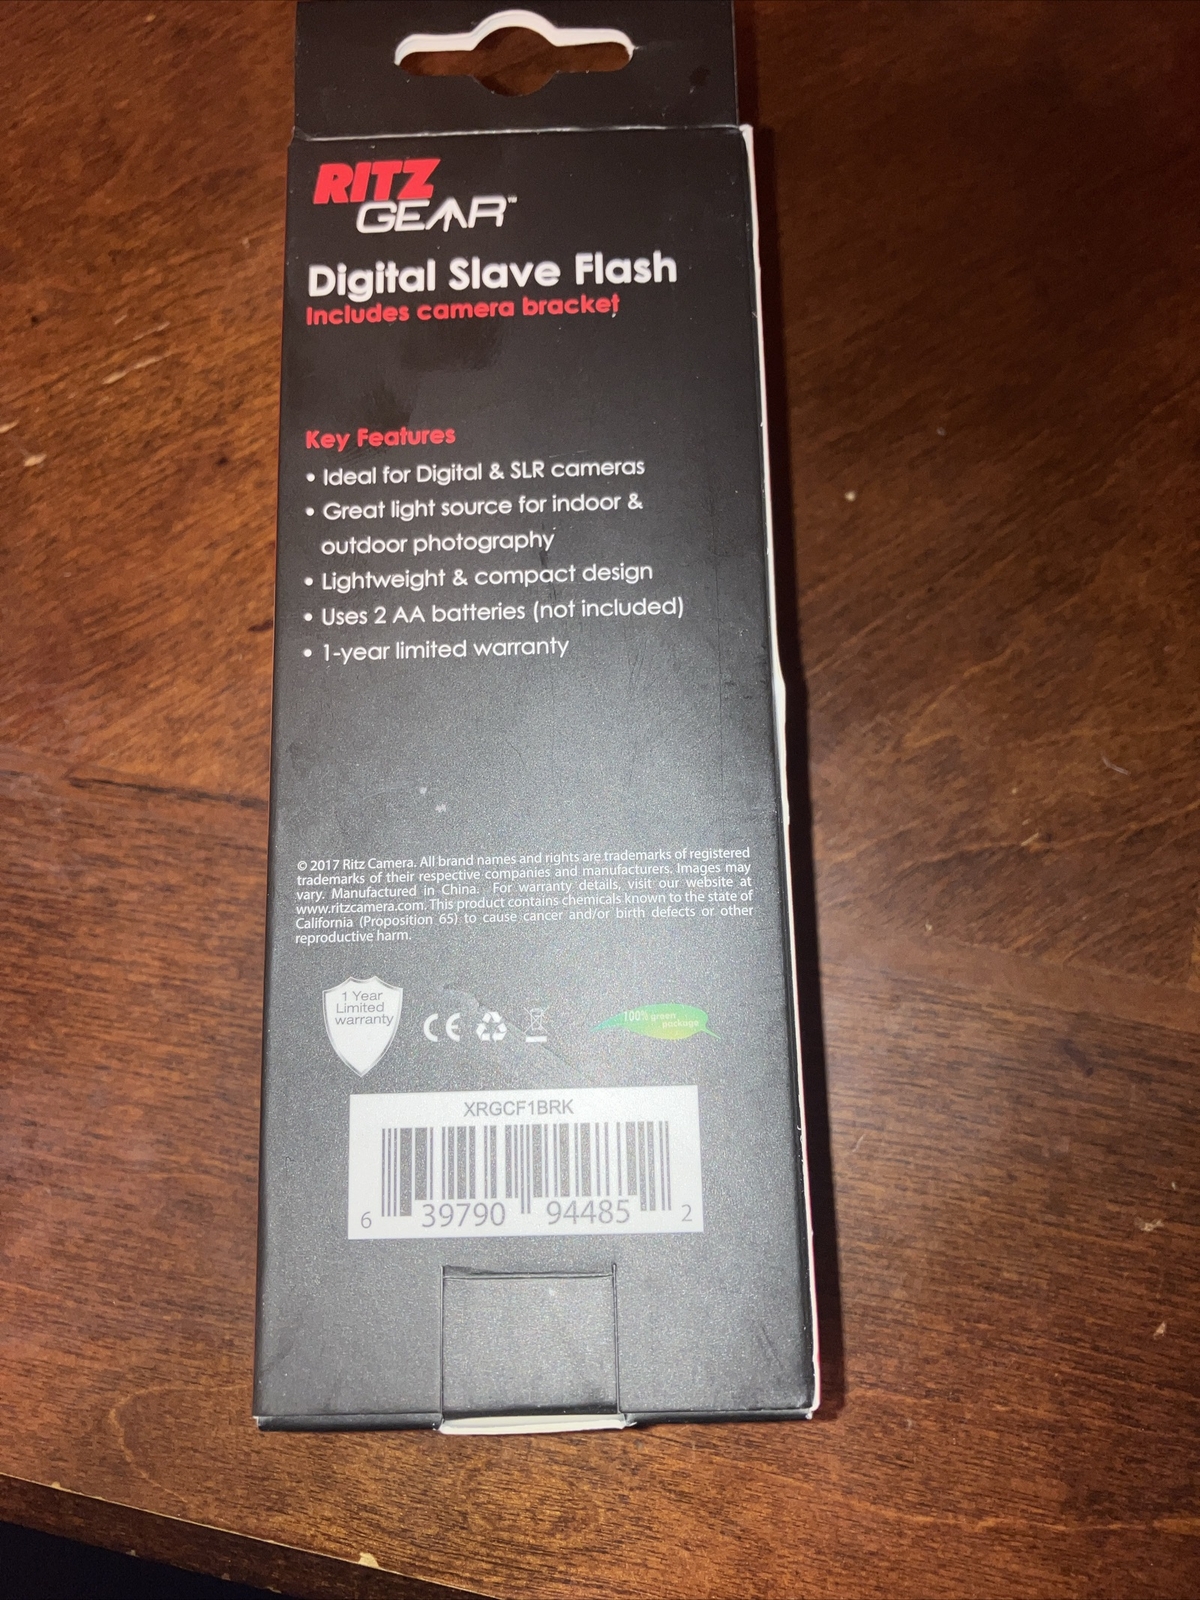 RITZ
GEAR™
Digital Slave Flash
Includes camera bracket
Key Features
• Ideal for Digital & SLR cameras
• Great light source for indoor &
outdoor photography
• Lightweight & compact design
• Uses 2 AA batteries (not included)
• 1-year limited warranty
© 2017 Ritz Camera. All brand names and rights are trademarks of registered
trademarks of their respective companies and manufacturers. Images may
vary. Manufactured in China. For warranty details, visit our website at
www.ritzcamera.com. This product contains chemicals known to the state of
California (Proposition 65) to cause cancer and/or birth defects or other
reproductive harm.
1 Year
Limited
warranty
CE
100% green
package
XRGCF1BRK
6 39790 94485 2